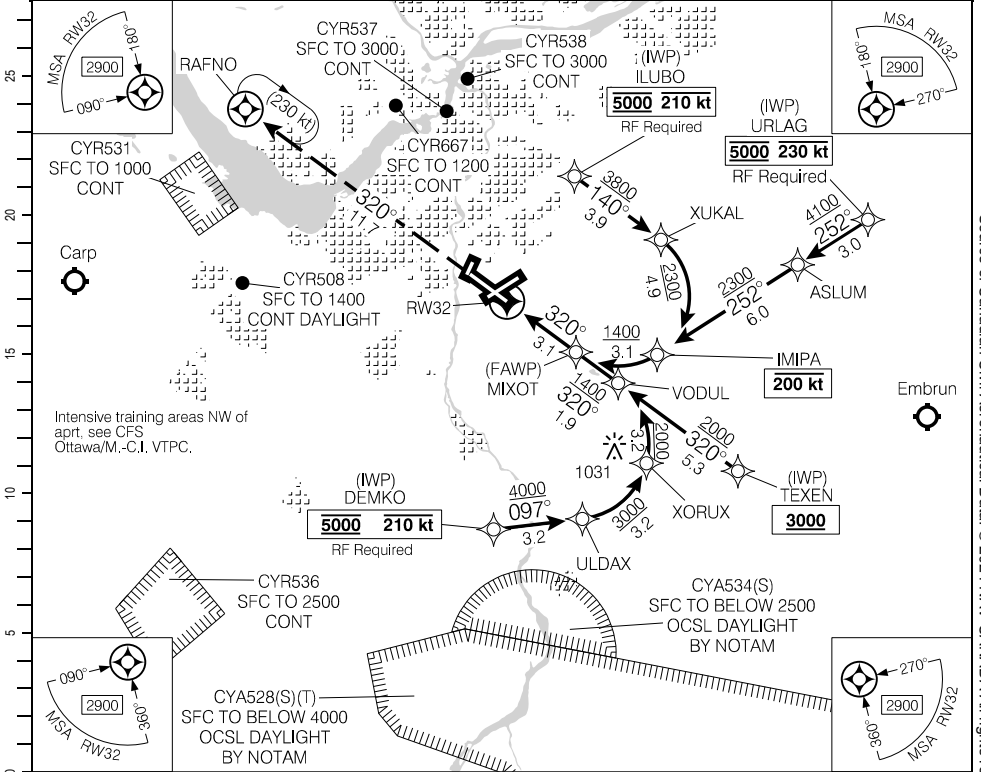 MSA RW32
180°
2900
090°
RAFNO
(230 kt)
CYR537
SFC TO 3000
CONT
CYR538
SFC TO 3000
CONT
(IWP)
ILUBO
5000 210 kt
RF Required
MSA RW32
180°
2900
270°
(IWP)
URLAG
5000 230 kt
RF Required
CYR531
SFC TO 1000
CONT
CYR667
SFC TO 1200
CONT
25
20
15
10
5
0
320°
11.7
3800
140°
3.9
XUKAL
4100
252°
3.0
ASLUM
2300
4.9
2300
252°
6.0
Carp
CYR508
SFC TO 1400
CONT DAYLIGHT
RW32
320°
3.1
1400
3.1
IMIPA
200 kt
(FAWP)
MIXOT
1400
320°
1.9
VODUL
Embrun
Intensive training areas NW of
aprt, see CFS
Ottawa/M.-C.I. VTPC.
1031
3.2
2000
2000
320°
5.3
(IWP)
TEXEN
3000
(IWP)
DEMKO
5000 210 kt
RF Required
4000
097°
3.2
3000
3.2
XORUX
ULDAX
CYR536
SFC TO 2500
CONT
CYA534(S)
SFC TO BELOW 2500
OCSL DAYLIGHT
BY NOTAM
CYA528(S)(T)
SFC TO BELOW 4000
OCSL DAYLIGHT
BY NOTAM
090°
2900
360°
MSA RW32
270°
2900
360°
MSA RW32